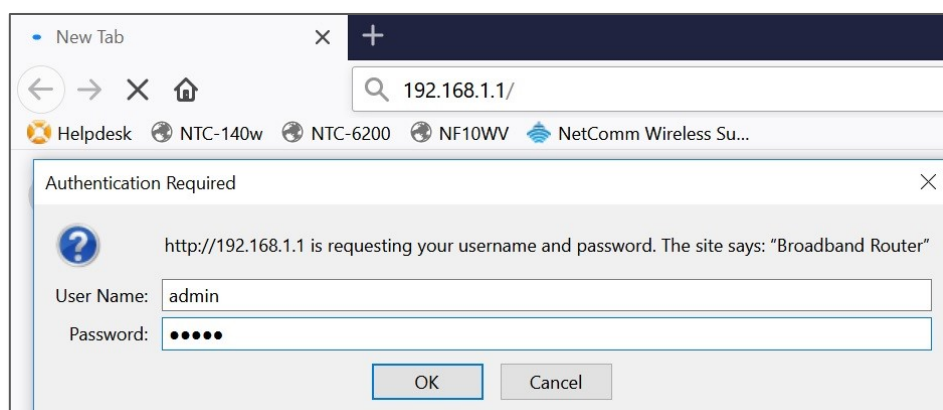 New Tab
192.168.1.1/
Helpdesk NTC-140w NTC-6200 NF10WV NetComm Wireless Su...
Authentication Required
http://192.168.1.1 is requesting your username and password. The site says: “Broadband Router”
User Name: admin
Password: •••••
OK Cancel